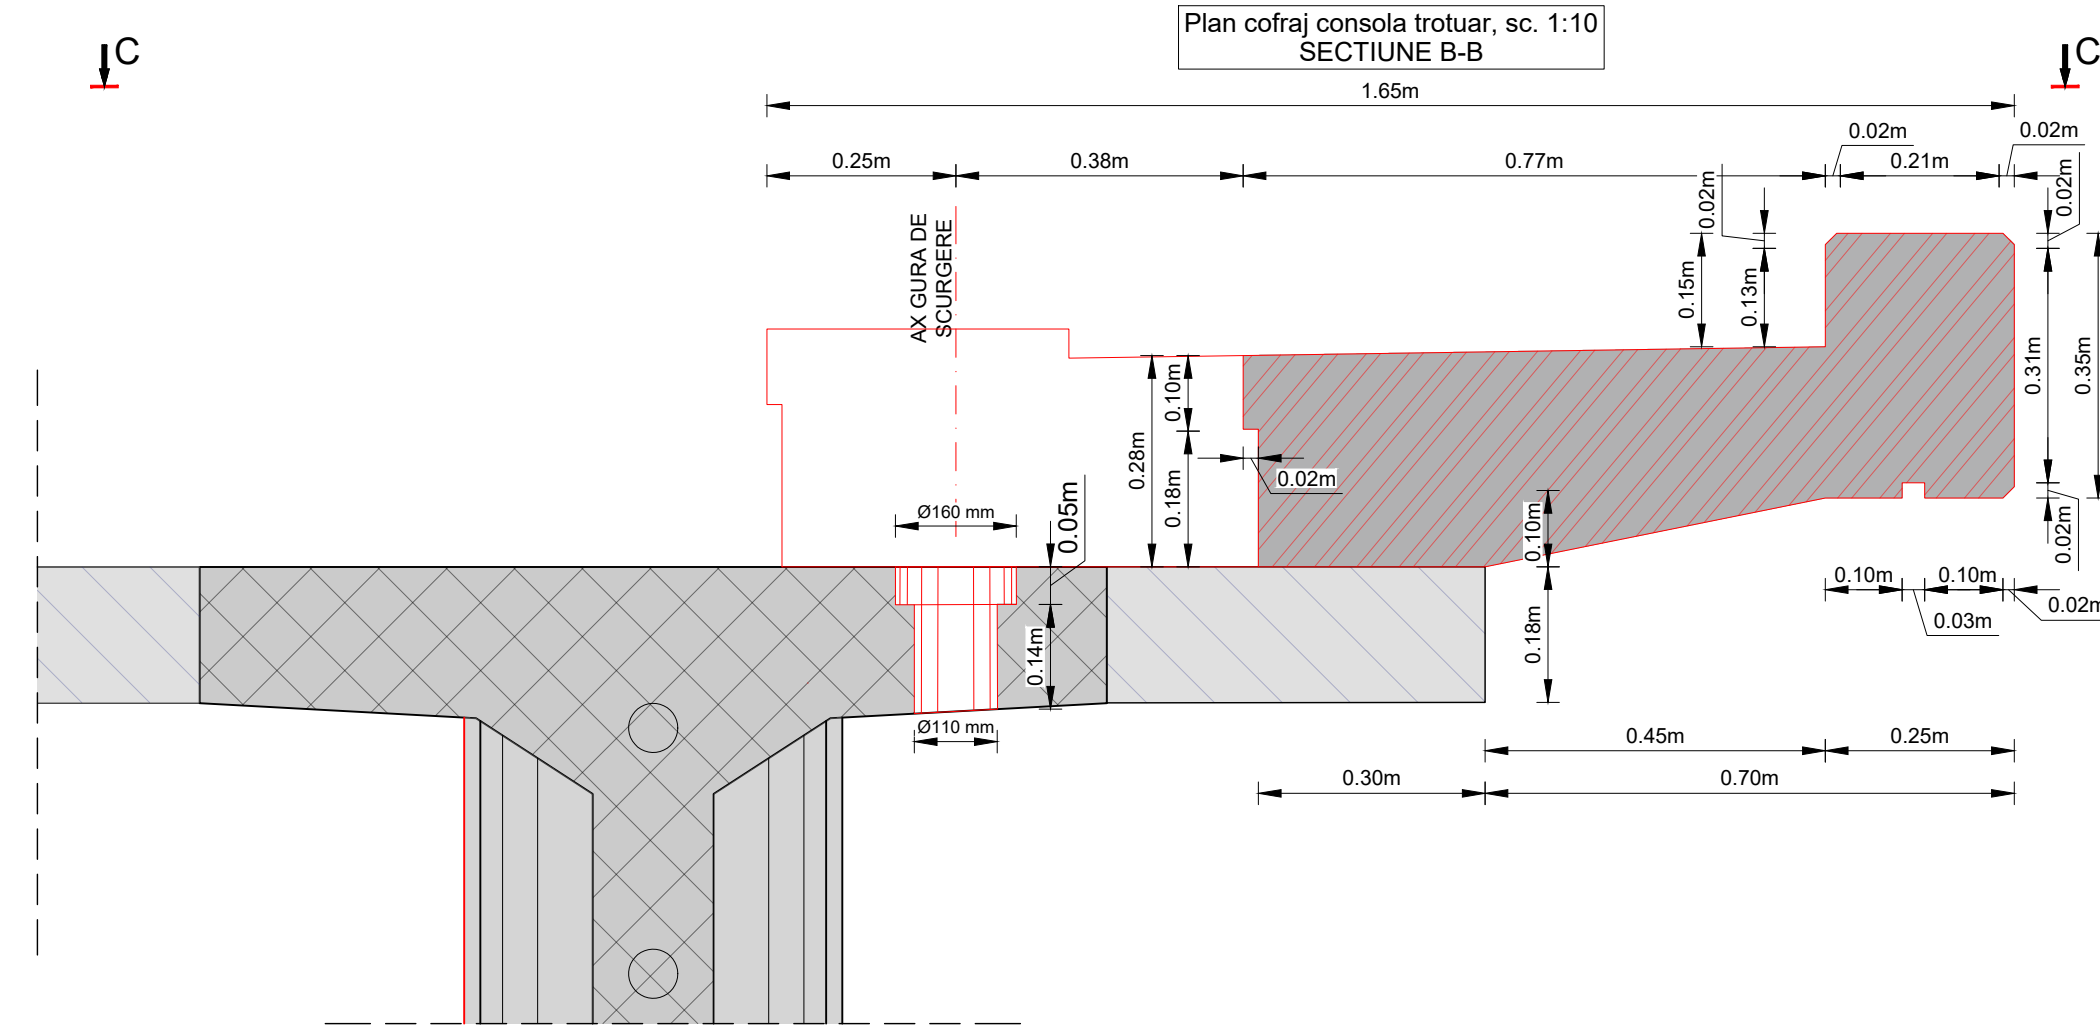 Plan cofraj consola trotuar, sc. 1:10
SECTIUNE B-B
C
C
1.65m
0.25m
0.38m
0.77m
0.02m
0.21m
0.02m
0.02m
0.02m
0.15m
0.13m
AX GURA DE
SCURGERE
0.31m
0.35m
0.10m
0.28m
0.18m
0.02m
Ø160 mm
0.05m
0.10m
0.02m
0.10m
0.10m
0.02m
0.03m
0.14m
0.18m
Ø110 mm
0.45m
0.25m
0.30m
0.70m